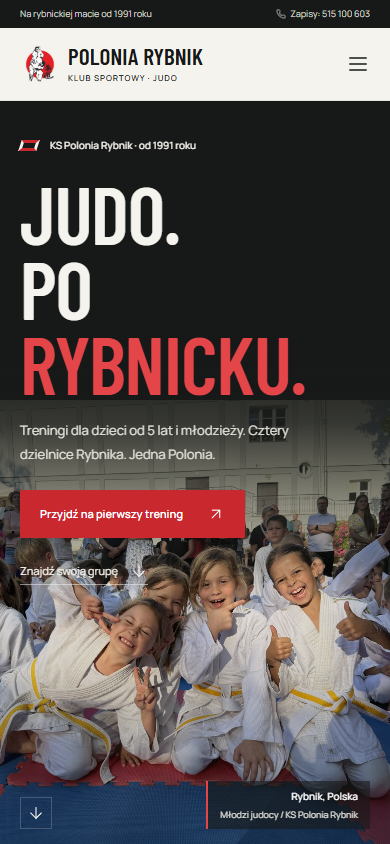 Na rybnickiej macie od 1991 roku
Zapisy: 515 100 603
POLONIA RYBNIK
KLUB SPORTOWY · JUDO
KS Polonia Rybnik · od 1991 roku
JUDO.
PO
RYBNICKU.
Treningi dla dzieci od 5 lat i młodzieży. Cztery
dzielnice Rybnika. Jedna Polonia.
Przyjdź na pierwszy trening
Znajdź swoją grupę
Rybnik, Polska
Młodzi judocy / KS Polonia Rybnik